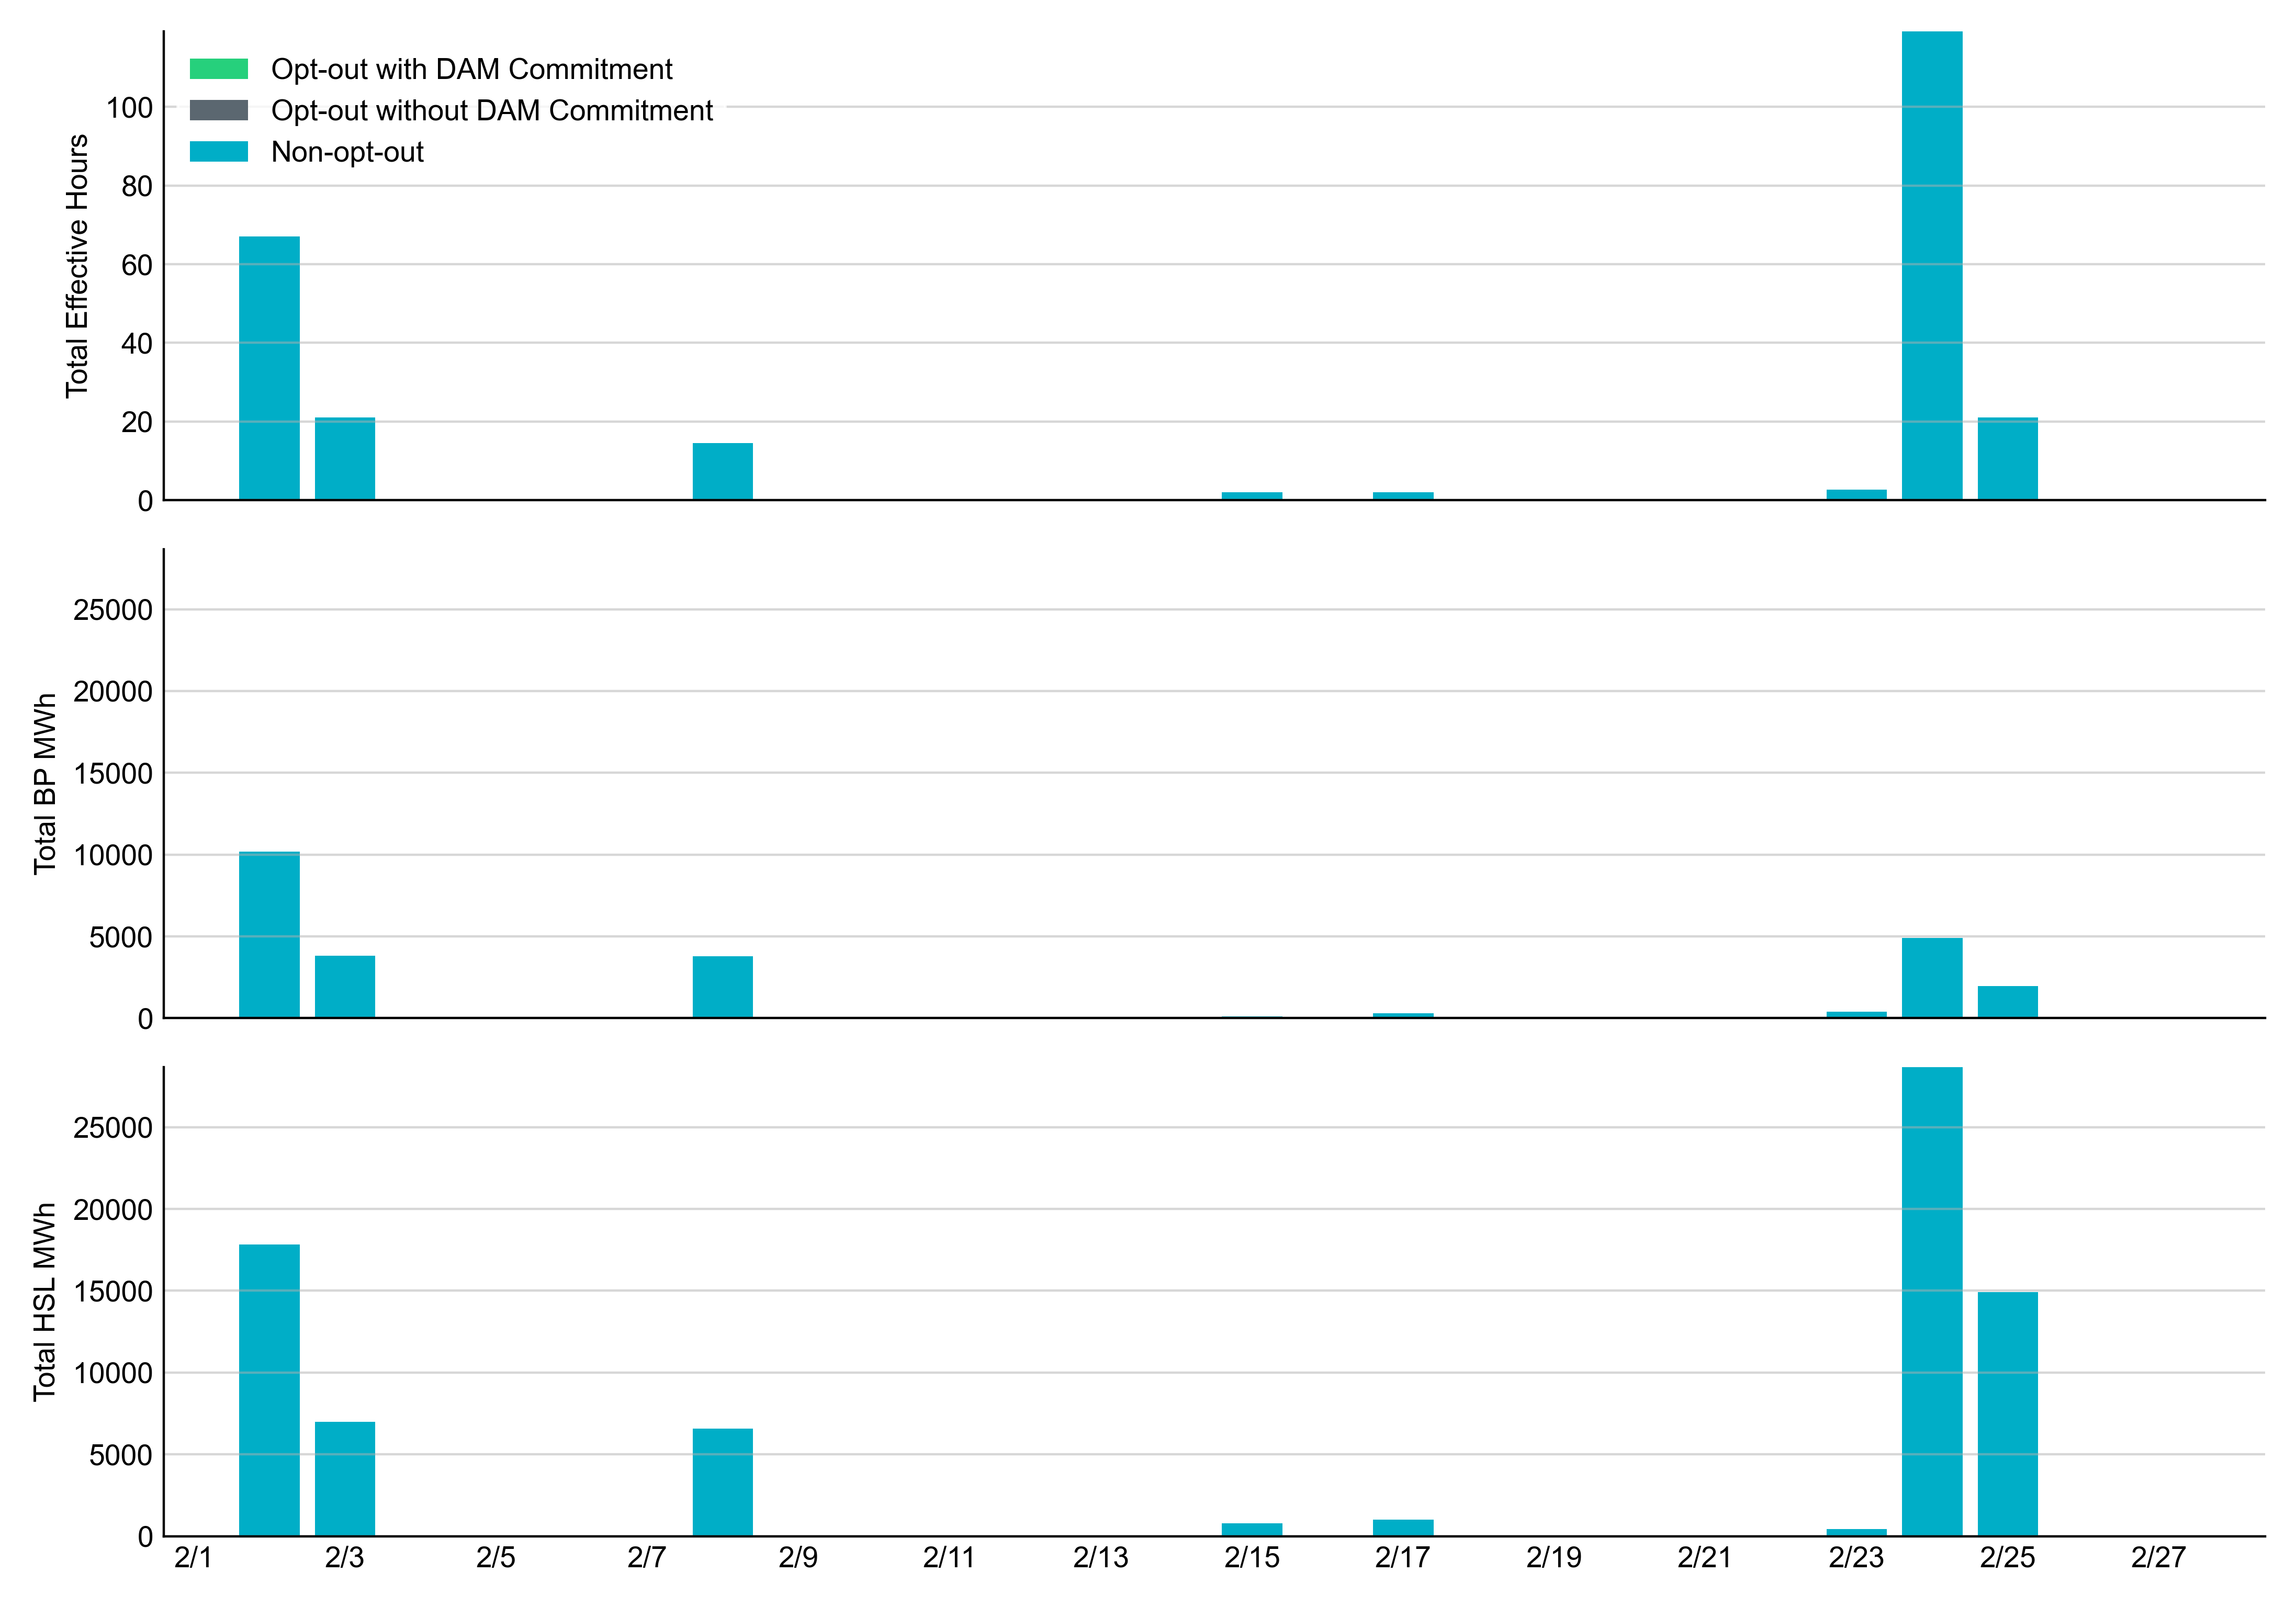 Opt-out with DAM Commitment
Opt-out without DAM Commitment
Non-opt-out
Total Effective Hours
100
80
60
40
20
0
Total BP MWh
25000
20000
15000
10000
5000
0
Total HSL MWh
25000
20000
15000
10000
5000
0
2/1 2/3 2/5 2/7 2/9 2/11 2/13 2/15 2/17 2/19 2/21 2/23 2/25 2/27